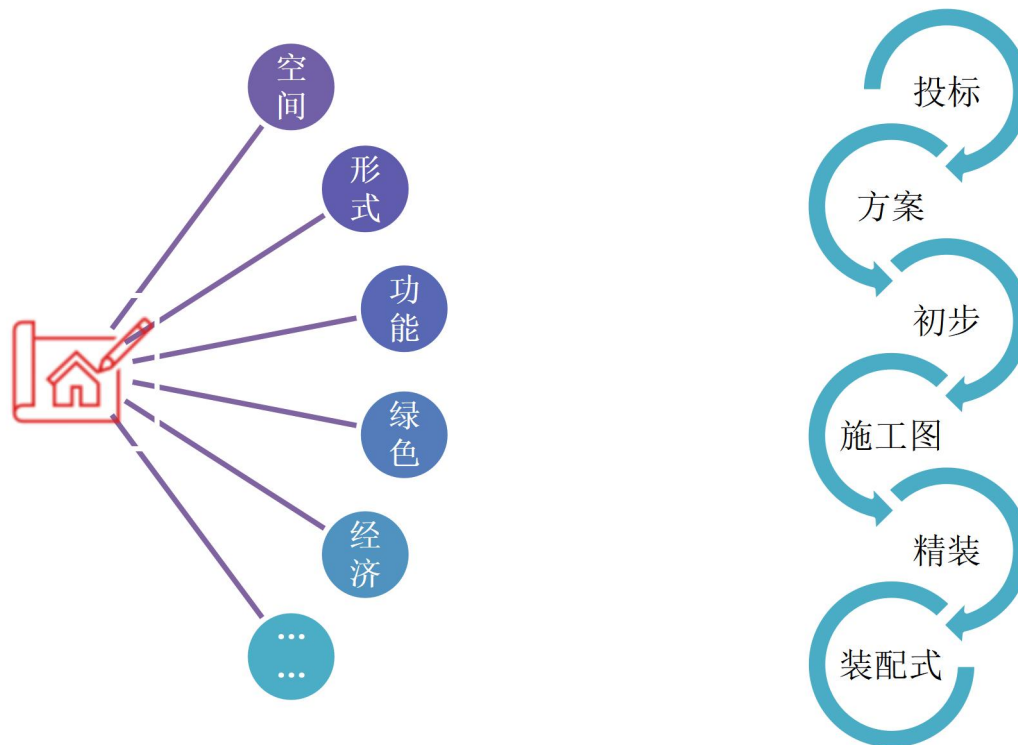 空
间
形
式
功
能
绿
色
经
济
…
…
投标
方案
初步
施工图
精装
装配式